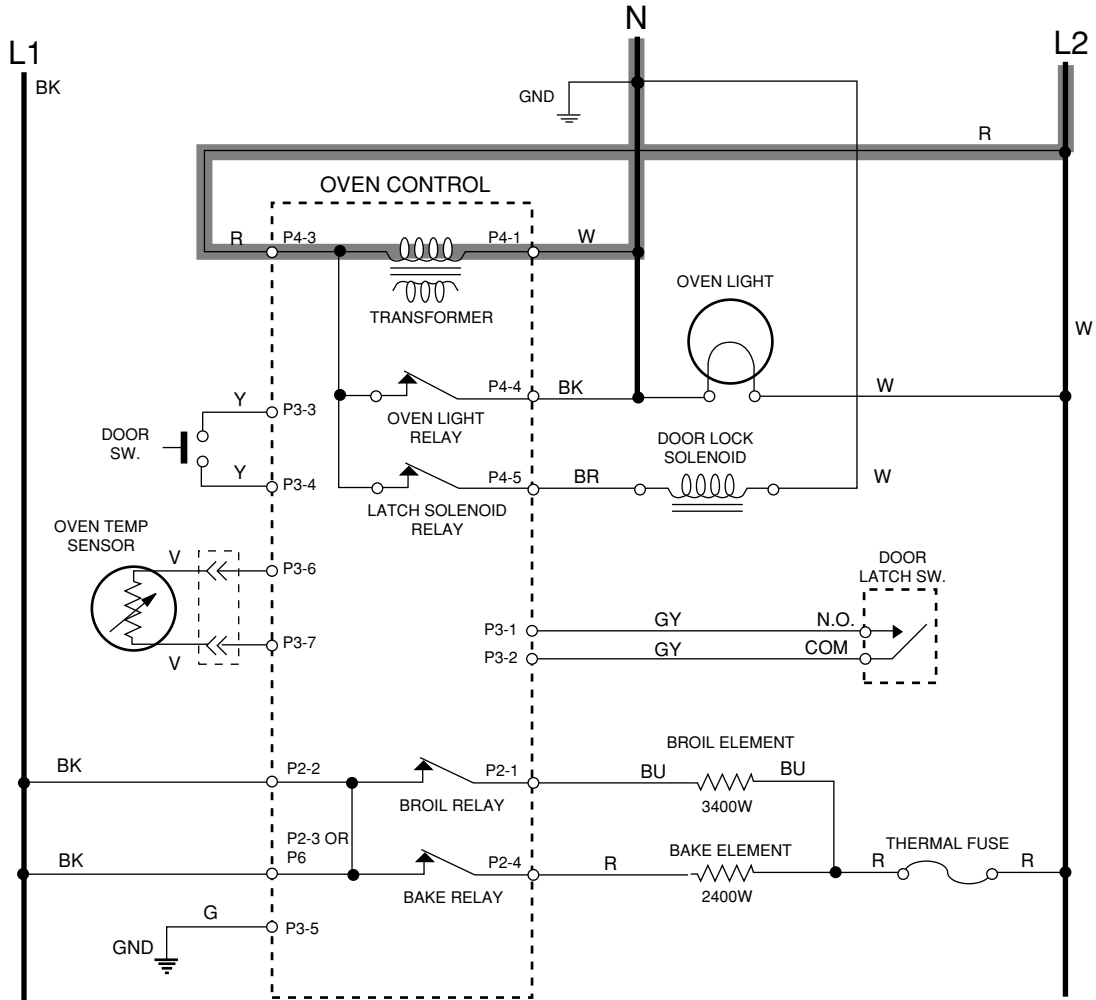 N
L1
L2
BK
GND
R
OVEN CONTROL
R
P4-3
P4-1
W
TRANSFORMER
OVEN LIGHT
W
Y
P3-3
P4-4
BK
W
OVEN LIGHT
RELAY
DOOR
SW.
DOOR LOCK
SOLENOID
Y
P3-4
P4-5
BR
W
LATCH SOLENOID
RELAY
OVEN TEMP
SENSOR
V
P3-6
DOOR
LATCH SW.
P3-1
GY
N.O.
V
P3-7
P3-2
GY
COM
BROIL ELEMENT
BK
P2-2
P2-1
BU
BU
BROIL RELAY
3400W
P2-3 OR
P6
BK
P2-4
R
BAKE ELEMENT
THERMAL FUSE
R
R
BAKE RELAY
2400W
G
P3-5
GND